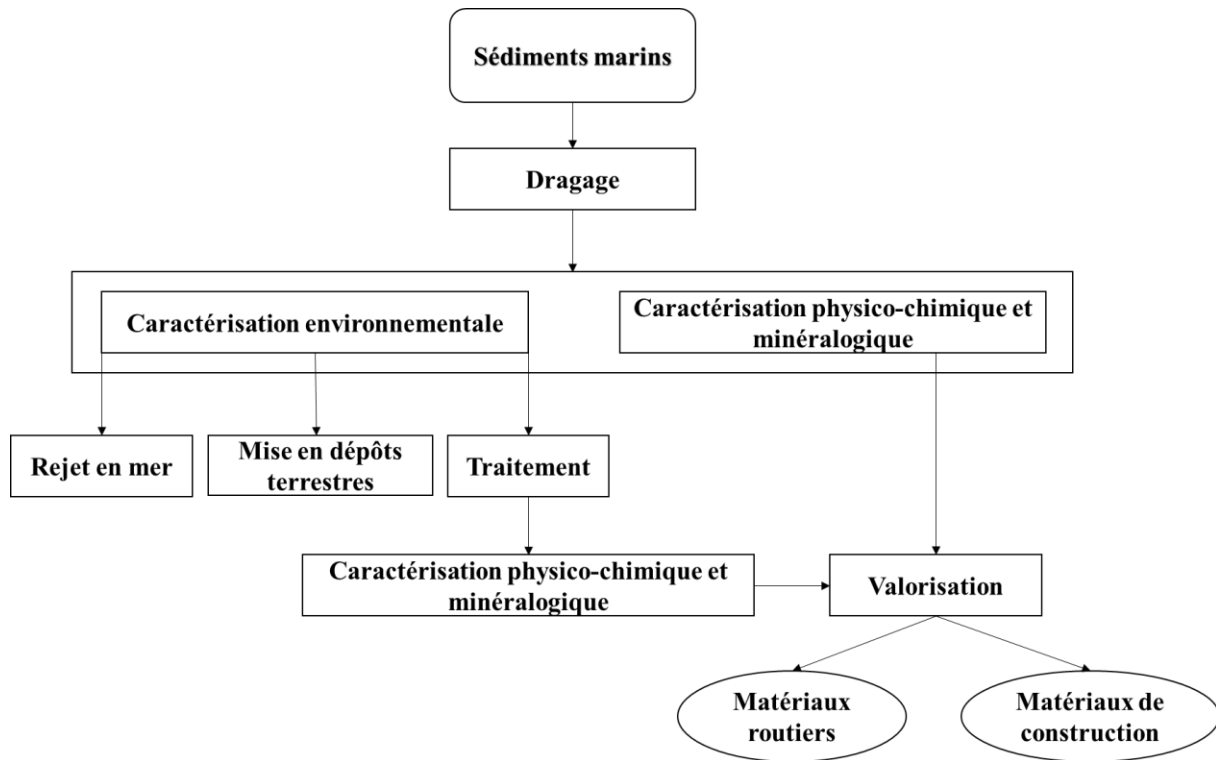 Sédiments marins
Dragage
Caractérisation environnementale
Caractérisation physico-chimique et
minéralogique
Rejet en mer
Mise en dépôts
terrestres
Traitement
Caractérisation physico-chimique et
minéralogique
Valorisation
Matériaux
routiers
Matériaux de
construction